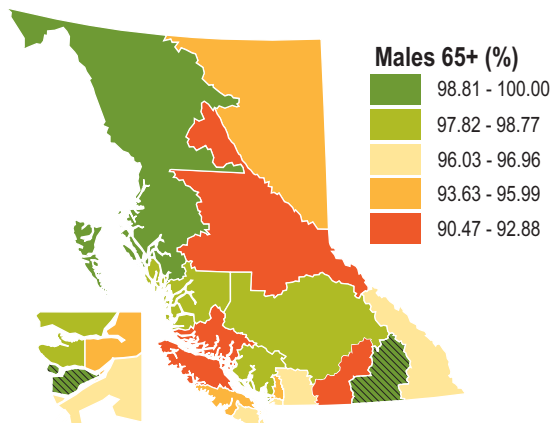 Males 65+ (%)
98.81 - 100.00
97.82 - 98.77
96.03 - 96.96
93.63 - 95.99
90.47 - 92.88